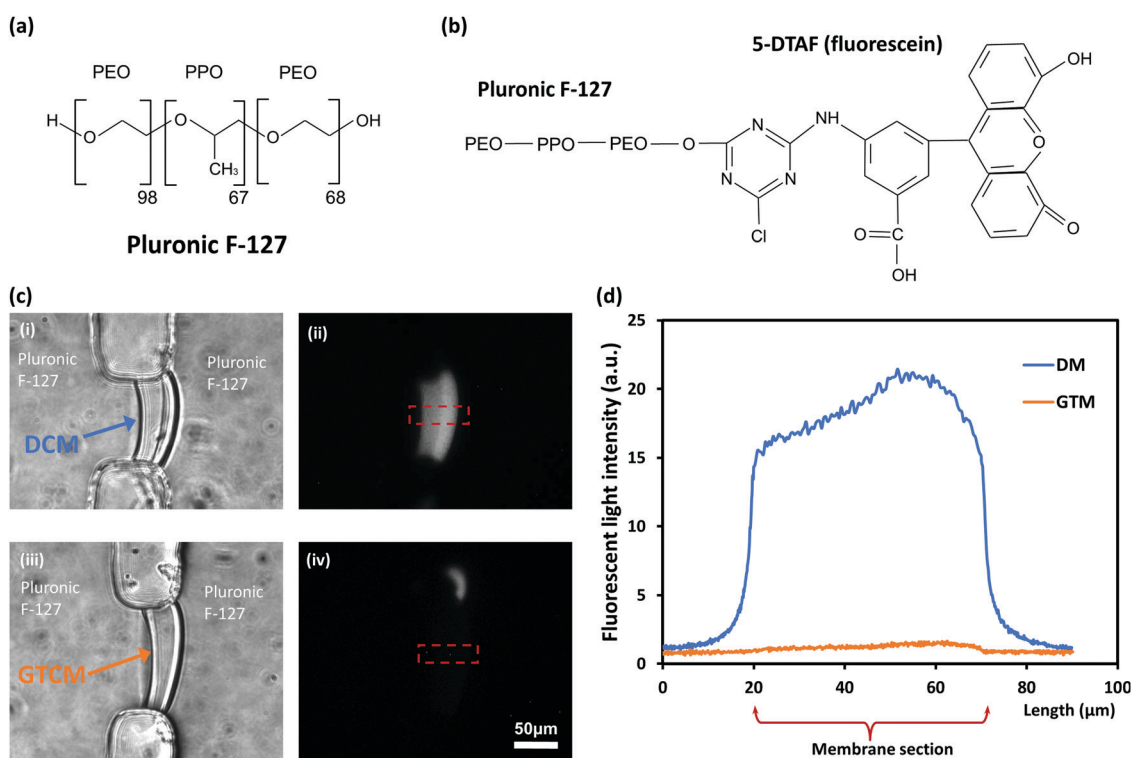 (a)
PEO PPO PEO
H O O O OH
CH₃
98 67 68
Pluronic F-127
(b)
5-DTAF (fluorescein)
Pluronic F-127
PEO PPO PEO O
N N N
NH
Cl
O C
OH
OH
O
O
(c)
(i)
Pluronic
F-127
Pluronic
F-127
DCM
(ii)
(iii)
Pluronic
F-127
Pluronic
F-127
GTCM
(iv)
50µm
(d)
Fluorescent light intensity (a.u.)
25
20
15
10
5
0
DM
GTM
0 20 40 60 80 100
Length (µm)
Membrane section